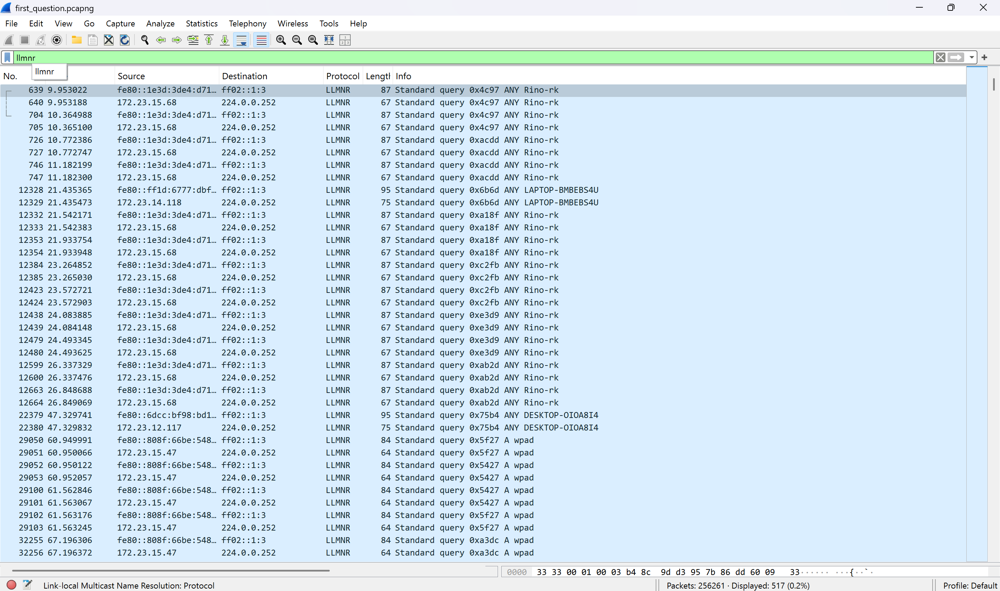 first_question.pcapng
File Edit View Go Capture Analyze Statistics Telephony Wireless Tools Help
llmnr
llmnr
No. Source Destination Protocol Length Info
639 9.953022 fe80::1e3d:3de4:d71… ff02::1:3 LLMNR 87 Standard query 0x4c97 ANY Rino-rk
640 9.953188 172.23.15.68 224.0.0.252 LLMNR 67 Standard query 0x4c97 ANY Rino-rk
704 10.364988 fe80::1e3d:3de4:d71… ff02::1:3 LLMNR 87 Standard query 0x4c97 ANY Rino-rk
705 10.365100 172.23.15.68 224.0.0.252 LLMNR 67 Standard query 0x4c97 ANY Rino-rk
726 10.772386 fe80::1e3d:3de4:d71… ff02::1:3 LLMNR 87 Standard query 0xacdd ANY Rino-rk
727 10.772747 172.23.15.68 224.0.0.252 LLMNR 67 Standard query 0xacdd ANY Rino-rk
746 11.182199 fe80::1e3d:3de4:d71… ff02::1:3 LLMNR 87 Standard query 0xacdd ANY Rino-rk
747 11.182300 172.23.15.68 224.0.0.252 LLMNR 67 Standard query 0xacdd ANY Rino-rk
12328 21.435365 fe80::ff1d:6777:dbf… ff02::1:3 LLMNR 95 Standard query 0x6b6d ANY LAPTOP-BMBEBS4U
12329 21.435473 172.23.14.118 224.0.0.252 LLMNR 75 Standard query 0x6b6d ANY LAPTOP-BMBEBS4U
12332 21.542171 fe80::1e3d:3de4:d71… ff02::1:3 LLMNR 87 Standard query 0xa18f ANY Rino-rk
12333 21.542383 172.23.15.68 224.0.0.252 LLMNR 67 Standard query 0xa18f ANY Rino-rk
12353 21.933754 fe80::1e3d:3de4:d71… ff02::1:3 LLMNR 87 Standard query 0xa18f ANY Rino-rk
12354 21.933948 172.23.15.68 224.0.0.252 LLMNR 67 Standard query 0xa18f ANY Rino-rk
12384 23.264852 fe80::1e3d:3de4:d71… ff02::1:3 LLMNR 87 Standard query 0xc2fb ANY Rino-rk
12385 23.265030 172.23.15.68 224.0.0.252 LLMNR 67 Standard query 0xc2fb ANY Rino-rk
12423 23.572721 fe80::1e3d:3de4:d71… ff02::1:3 LLMNR 87 Standard query 0xc2fb ANY Rino-rk
12424 23.572903 172.23.15.68 224.0.0.252 LLMNR 67 Standard query 0xc2fb ANY Rino-rk
12438 24.083885 fe80::1e3d:3de4:d71… ff02::1:3 LLMNR 87 Standard query 0xe3d9 ANY Rino-rk
12439 24.084148 172.23.15.68 224.0.0.252 LLMNR 67 Standard query 0xe3d9 ANY Rino-rk
12479 24.493345 fe80::1e3d:3de4:d71… ff02::1:3 LLMNR 87 Standard query 0xe3d9 ANY Rino-rk
12480 24.493625 172.23.15.68 224.0.0.252 LLMNR 67 Standard query 0xe3d9 ANY Rino-rk
12599 26.337329 fe80::1e3d:3de4:d71… ff02::1:3 LLMNR 87 Standard query 0xab2d ANY Rino-rk
12600 26.337476 172.23.15.68 224.0.0.252 LLMNR 67 Standard query 0xab2d ANY Rino-rk
12663 26.848688 fe80::1e3d:3de4:d71… ff02::1:3 LLMNR 87 Standard query 0xab2d ANY Rino-rk
12664 26.849069 172.23.15.68 224.0.0.252 LLMNR 67 Standard query 0xab2d ANY Rino-rk
22379 47.329741 fe80::6dcc:bf98:bd1… ff02::1:3 LLMNR 95 Standard query 0x75b4 ANY DESKTOP-OIOA8I4
22380 47.329832 172.23.12.117 224.0.0.252 LLMNR 75 Standard query 0x75b4 ANY DESKTOP-OIOA8I4
29050 60.949991 fe80::808f:66be:548… ff02::1:3 LLMNR 84 Standard query 0x5f27 A wpad
29051 60.950066 172.23.15.47 224.0.0.252 LLMNR 64 Standard query 0x5f27 A wpad
29052 60.950122 fe80::808f:66be:548… ff02::1:3 LLMNR 84 Standard query 0x5427 A wpad
29053 60.952057 172.23.15.47 224.0.0.252 LLMNR 64 Standard query 0x5427 A wpad
29100 61.562846 fe80::808f:66be:548… ff02::1:3 LLMNR 84 Standard query 0x5427 A wpad
29101 61.563067 172.23.15.47 224.0.0.252 LLMNR 64 Standard query 0x5427 A wpad
29102 61.563176 fe80::808f:66be:548… ff02::1:3 LLMNR 84 Standard query 0x5f27 A wpad
29103 61.563245 172.23.15.47 224.0.0.252 LLMNR 64 Standard query 0x5f27 A wpad
32255 67.196306 fe80::808f:66be:548… ff02::1:3 LLMNR 84 Standard query 0xa3dc A wpad
32256 67.196372 172.23.15.47 224.0.0.252 LLMNR 64 Standard query 0xa3dc A wpad
0000 33 33 00 01 00 03 b4 8c 9d d3 95 7b 86 dd 60 09 33······ ···{··`·
Link-local Multicast Name Resolution: Protocol Packets: 256261 · Displayed: 517 (0.2%) Profile: Default